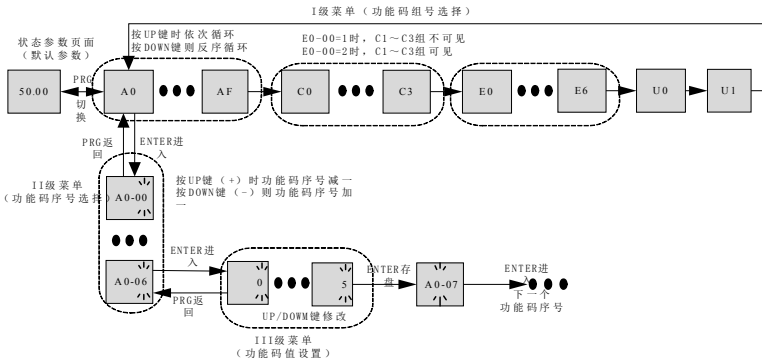 I级菜单（功能码组号选择）
状态参数页面
（默认参数）
按UP键时依次循环
按DOWN键则反序循环
E0-00=1时，C1～C3组不可见
E0-00=2时，C1～C3组可见
50.00
PRG
切换
A0
AF
C0
C3
E0
E6
U0
U1
PRG返
回
ENTER进
入
II级菜单
（功能码序号选择）
A0-00
按UP键（+）时功能码序号减一
按DOWN键（-）则功能码序号加
一
A0-06
ENTER进
入
PRG返
回
0
5
UP/DOWM键修改
ENTER存
盘
A0-07
ENTER进
入
下一个
功能码序号
III级菜单
（功能码值设置）